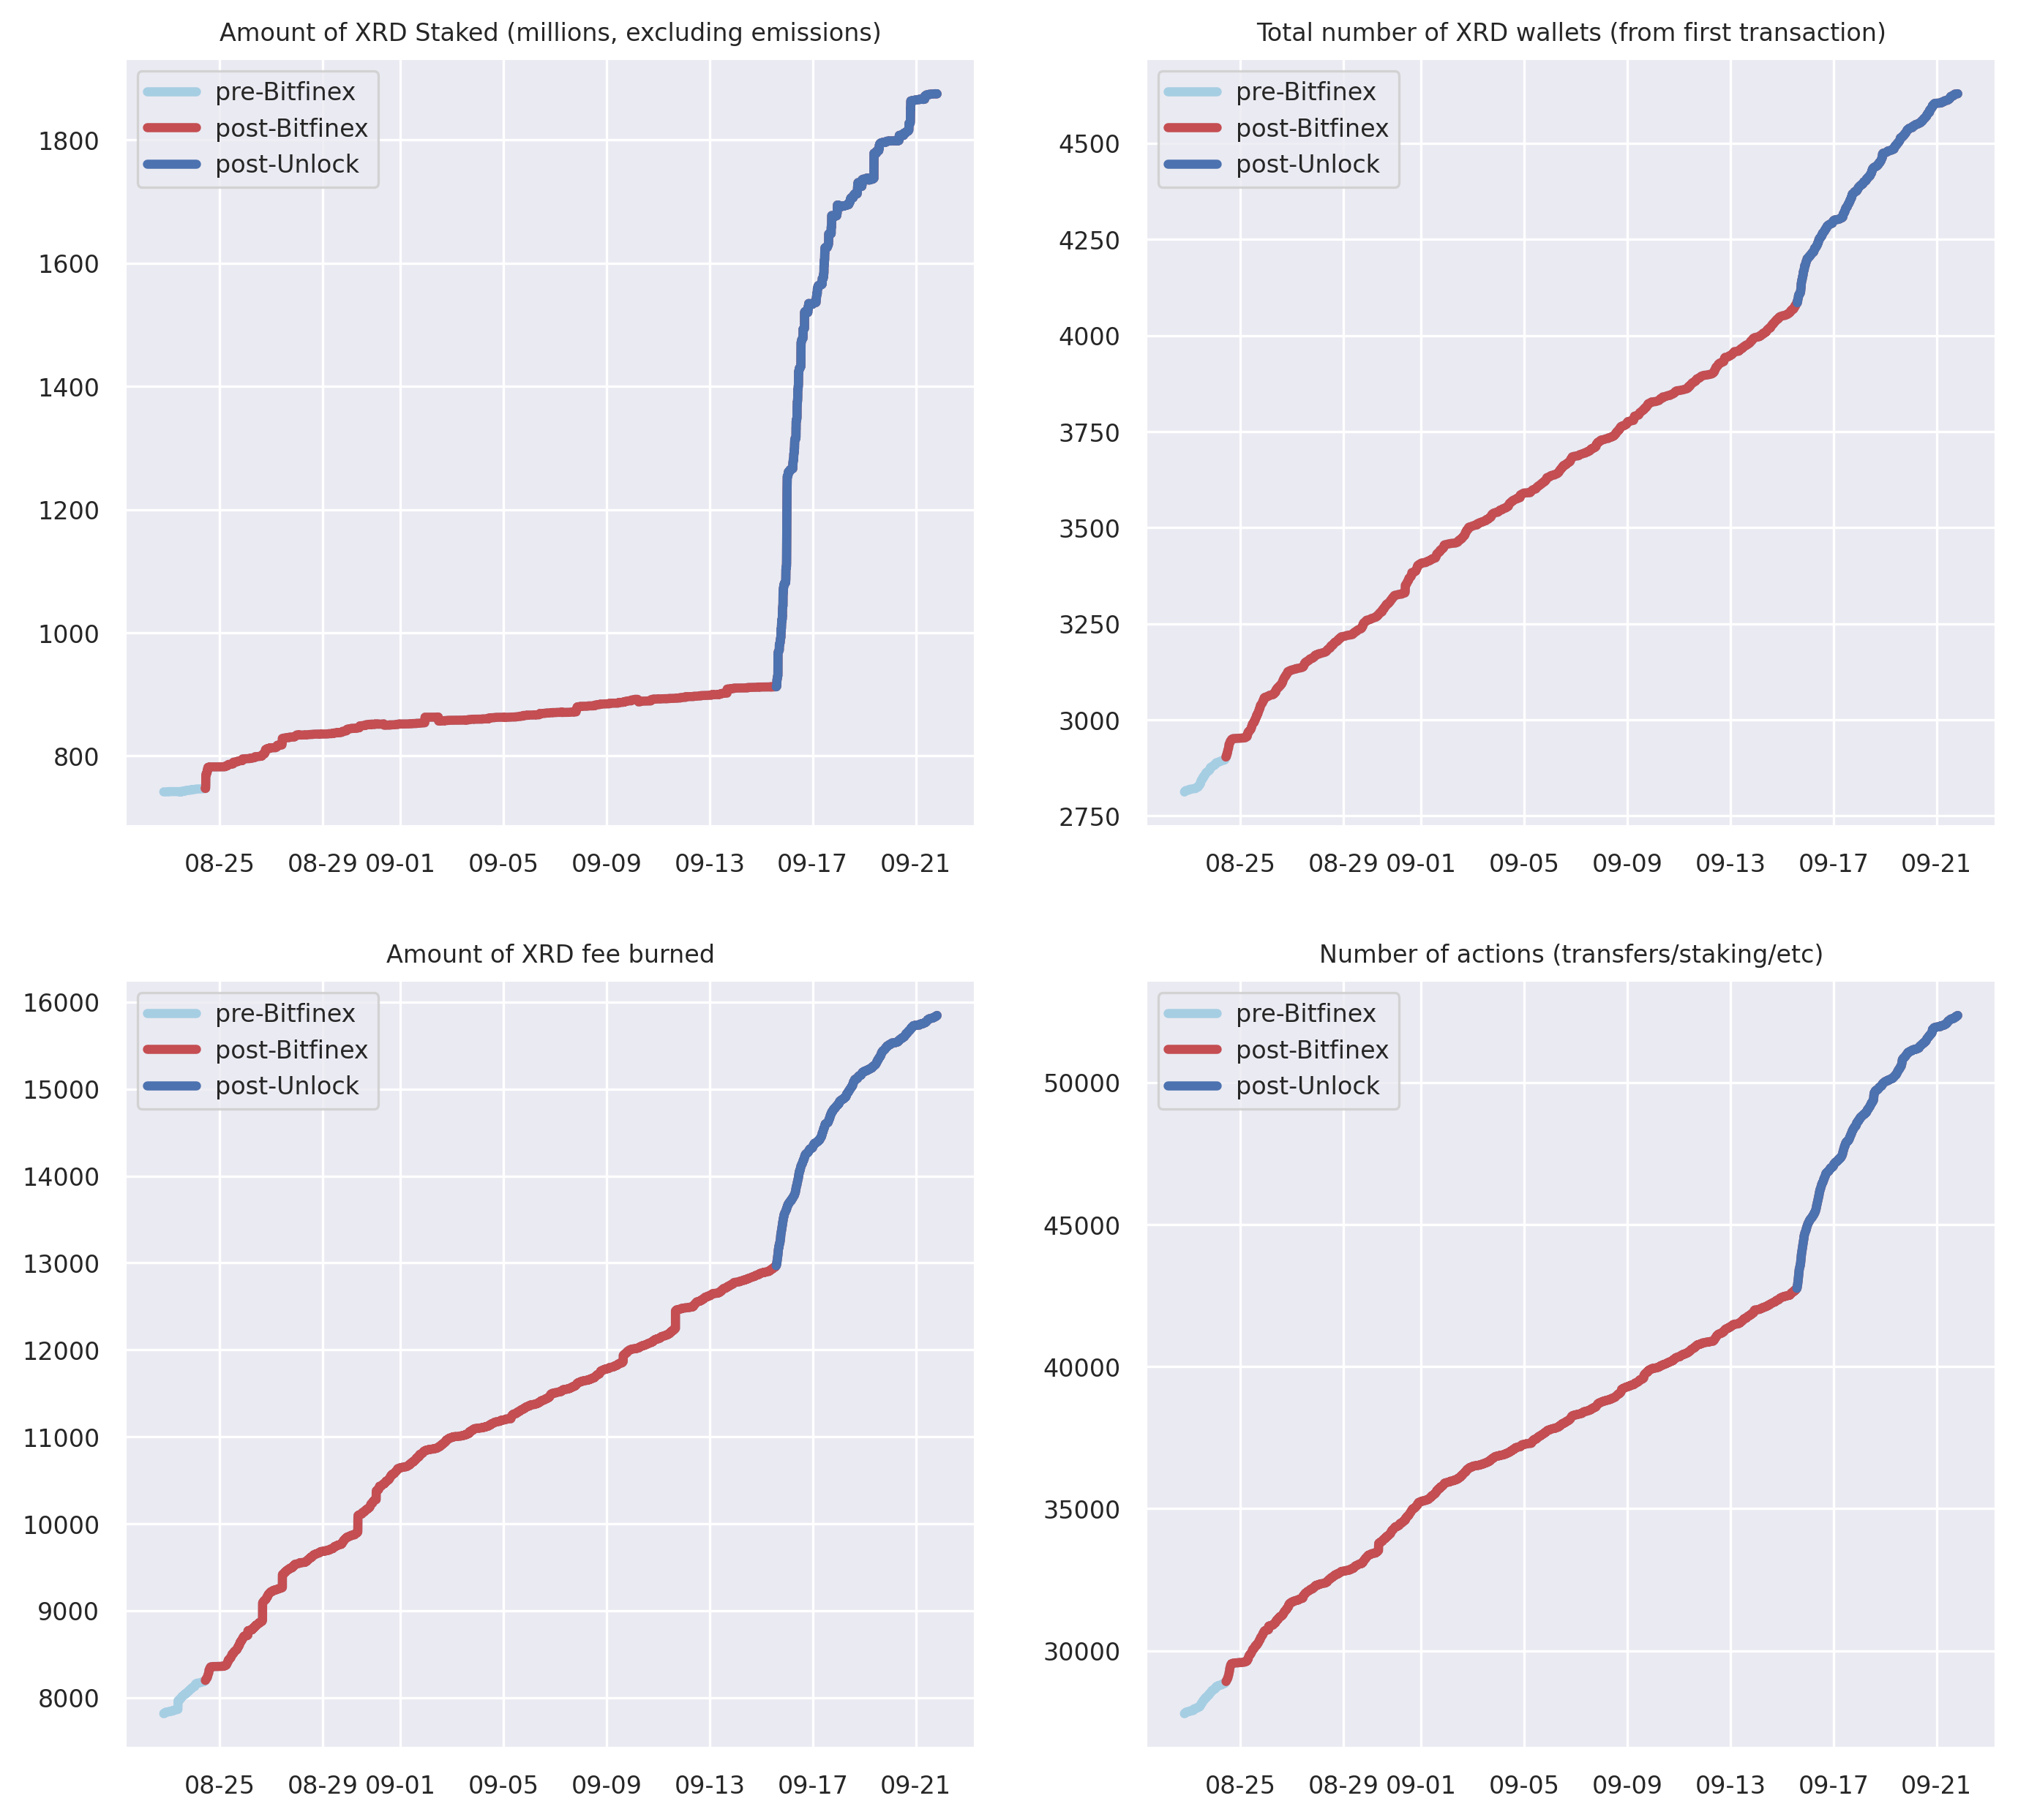 Amount of XRD Staked (millions, excluding emissions)
pre-Bitfinex
post-Bitfinex
post-Unlock
1800
1600
1400
1200
1000
800
08-25 08-29 09-01 09-05 09-09 09-13 09-17 09-21
Total number of XRD wallets (from first transaction)
pre-Bitfinex
post-Bitfinex
post-Unlock
4500
4250
4000
3750
3500
3250
3000
2750
08-25 08-29 09-01 09-05 09-09 09-13 09-17 09-21
Amount of XRD fee burned
pre-Bitfinex
post-Bitfinex
post-Unlock
16000
15000
14000
13000
12000
11000
10000
9000
8000
08-25 08-29 09-01 09-05 09-09 09-13 09-17 09-21
Number of actions (transfers/staking/etc)
pre-Bitfinex
post-Bitfinex
post-Unlock
50000
45000
40000
35000
30000
08-25 08-29 09-01 09-05 09-09 09-13 09-17 09-21